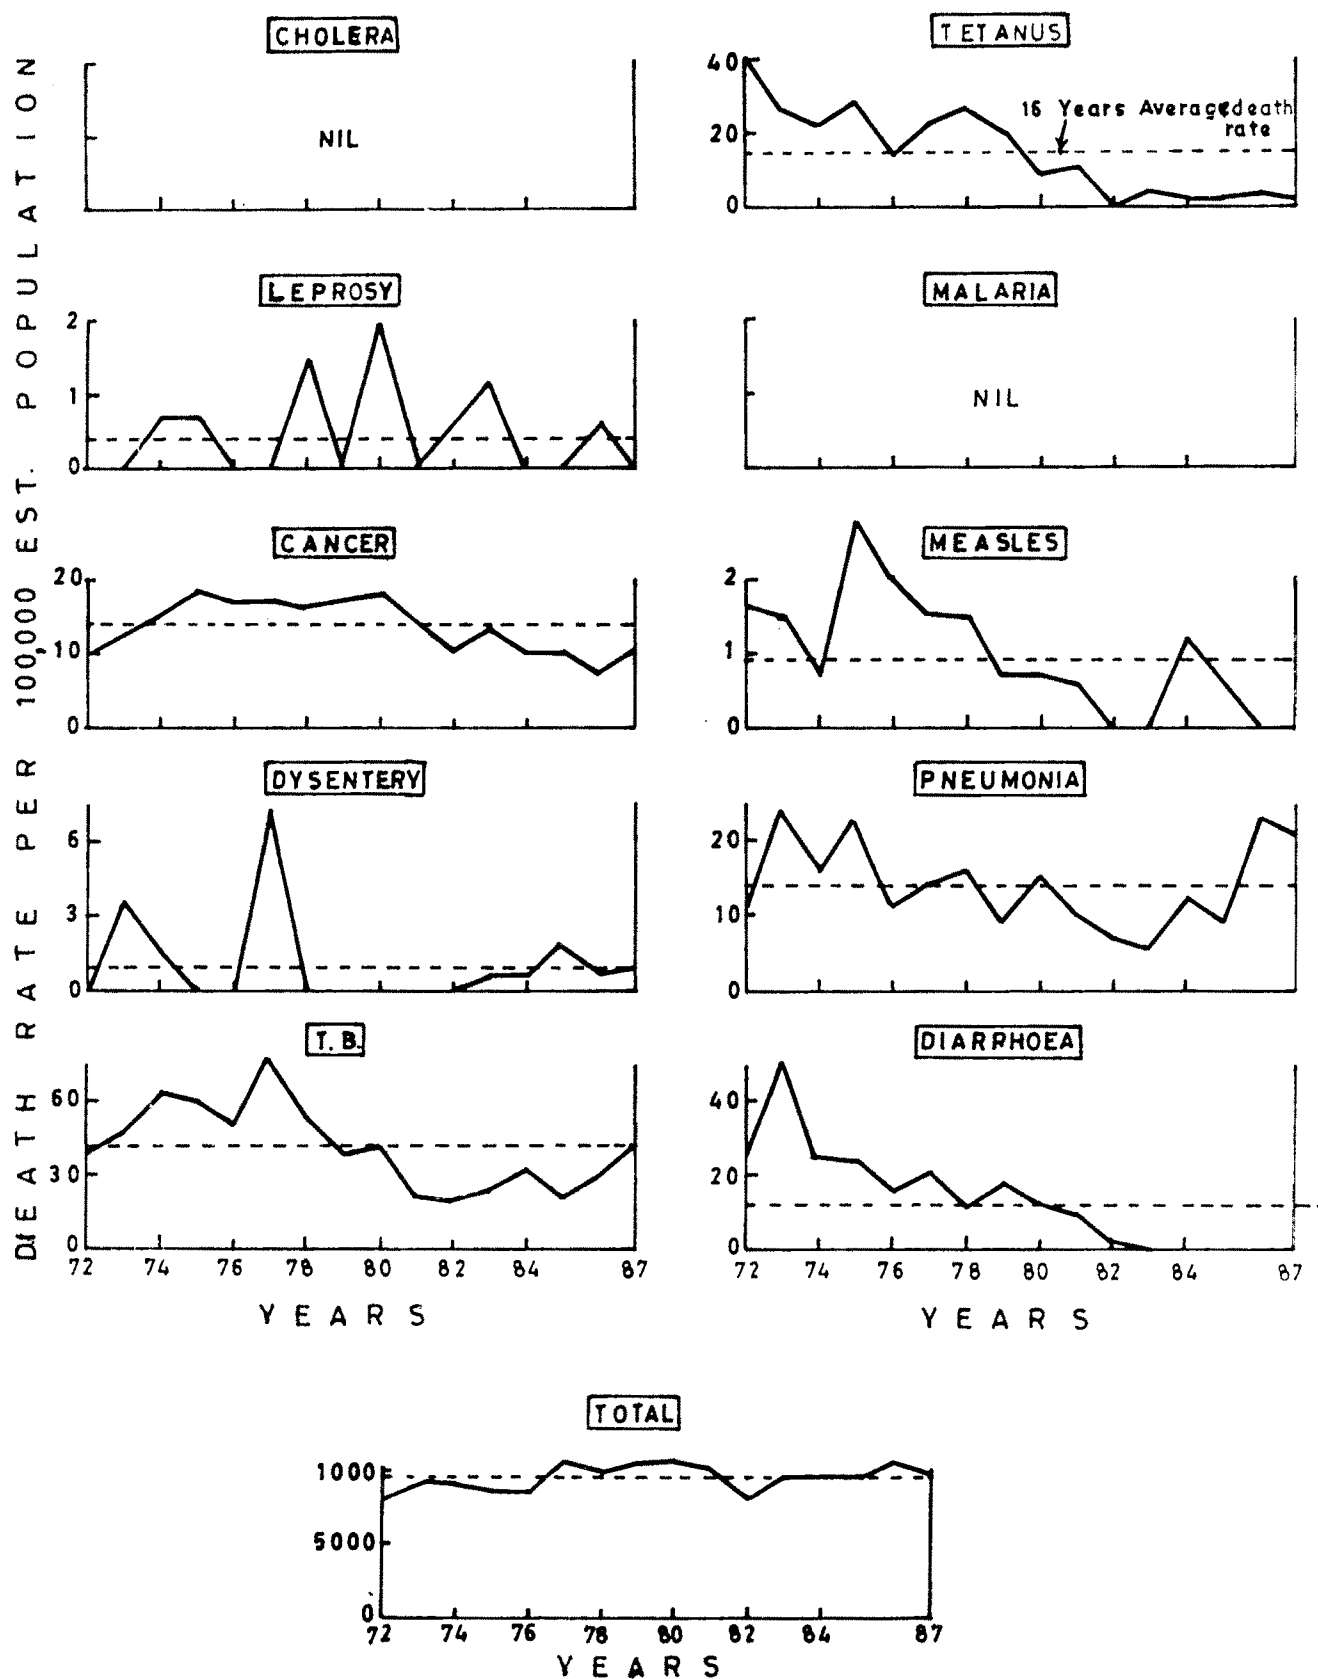 DEATH RATE PER 100,000 EST. POPULATION
CHOLERA
NIL
TETANUS
40
20
0
16 Years Average death
rate
LEPROSY
2
1
0
MALARIA
NIL
CANCER
20
10
0
MEASLES
2
1
0
DYSENTERY
6
3
0
PNEUMONIA
20
10
0
T. B.
60
30
0
72 74 76 78 80 82 84 87
YEARS
DIARRHOEA
40
20
0
72 74 76 78 80 82 84 87
YEARS
TOTAL
1000
5000
0
72 74 76 78 80 82 84 87
YEARS